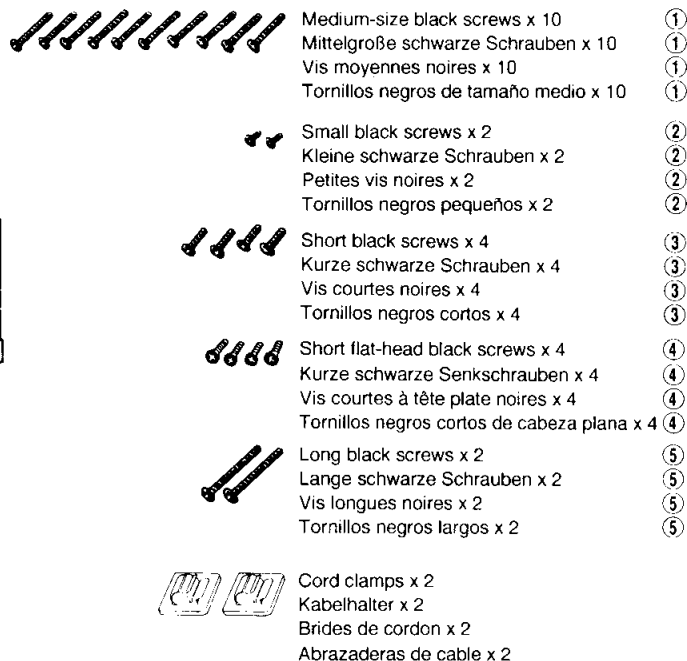 Medium-size black screws x 10 ①
Mittelgroße schwarze Schrauben x 10 ①
Vis moyennes noires x 10 ①
Tornillos negros de tamaño medio x 10 ①
Small black screws x 2 ②
Kleine schwarze Schrauben x 2 ②
Petites vis noires x 2 ②
Tornillos negros pequeños x 2 ②
Short black screws x 4 ③
Kurze schwarze Schrauben x 4 ③
Vis courtes noires x 4 ③
Tornillos negros cortos x 4 ③
Short flat-head black screws x 4 ④
Kurze schwarze Senkschrauben x 4 ④
Vis courtes à tête plate noires x 4 ④
Tornillos negros cortos de cabeza plana x 4 ④
Long black screws x 2 ⑤
Lange schwarze Schrauben x 2 ⑤
Vis longues noires x 2 ⑤
Tornillos negros largos x 2 ⑤
Cord clamps x 2
Kabelhalter x 2
Brides de cordon x 2
Abrazaderas de cable x 2